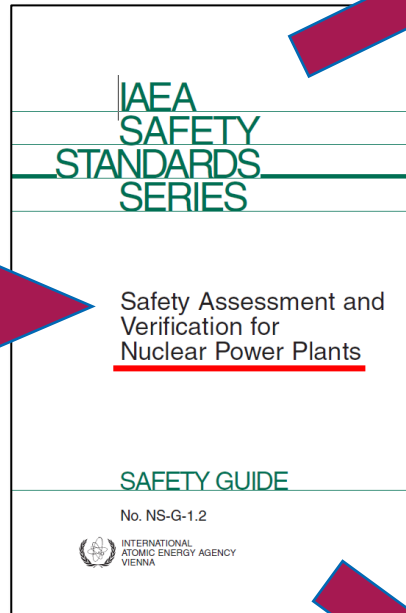 IAEA
SAFETY
STANDARDS
SERIES
Safety Assessment and
Verification for
Nuclear Power Plants
SAFETY GUIDE
No. NS-G-1.2
INTERNATIONAL
ATOMIC ENERGY AGENCY
VIENNA